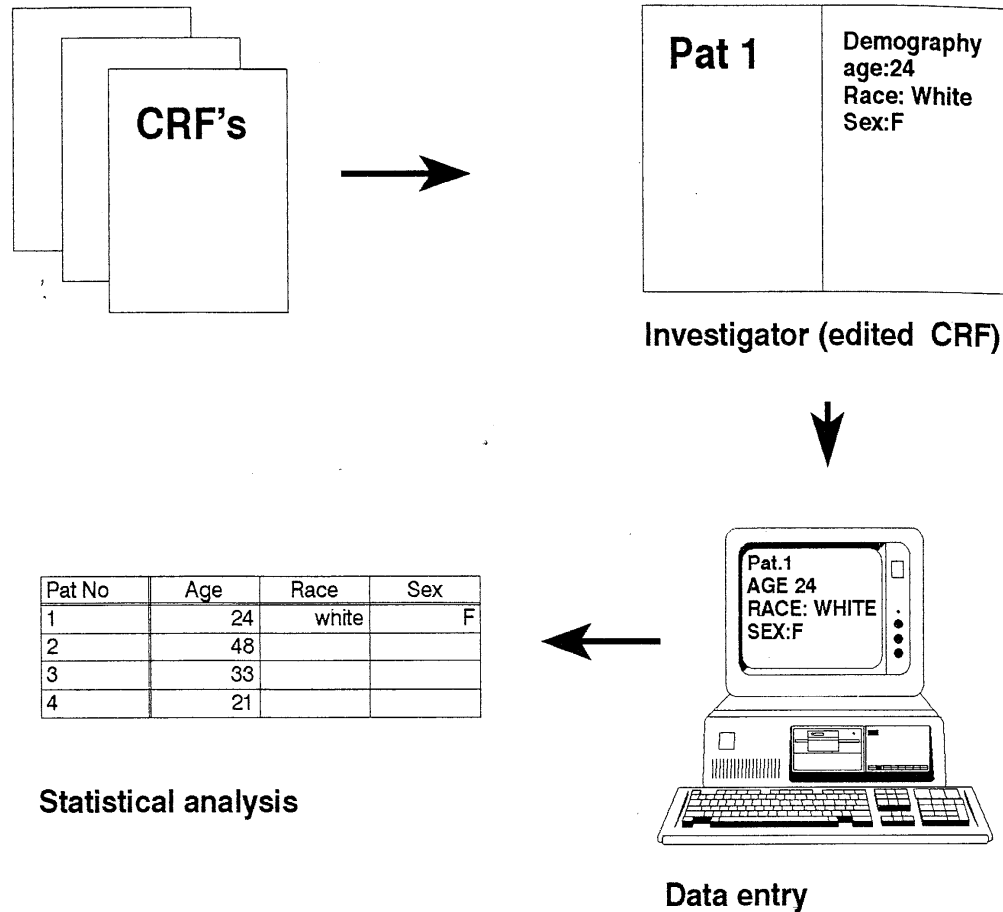 CRF's
Pat 1
Demography
age:24
Race: White
Sex:F
Investigator (edited CRF)
Pat.1
AGE 24
RACE: WHITE
SEX:F
Data entry
Pat No Age Race Sex
1 24 white F
2 48
3 33
4 21
Statistical analysis